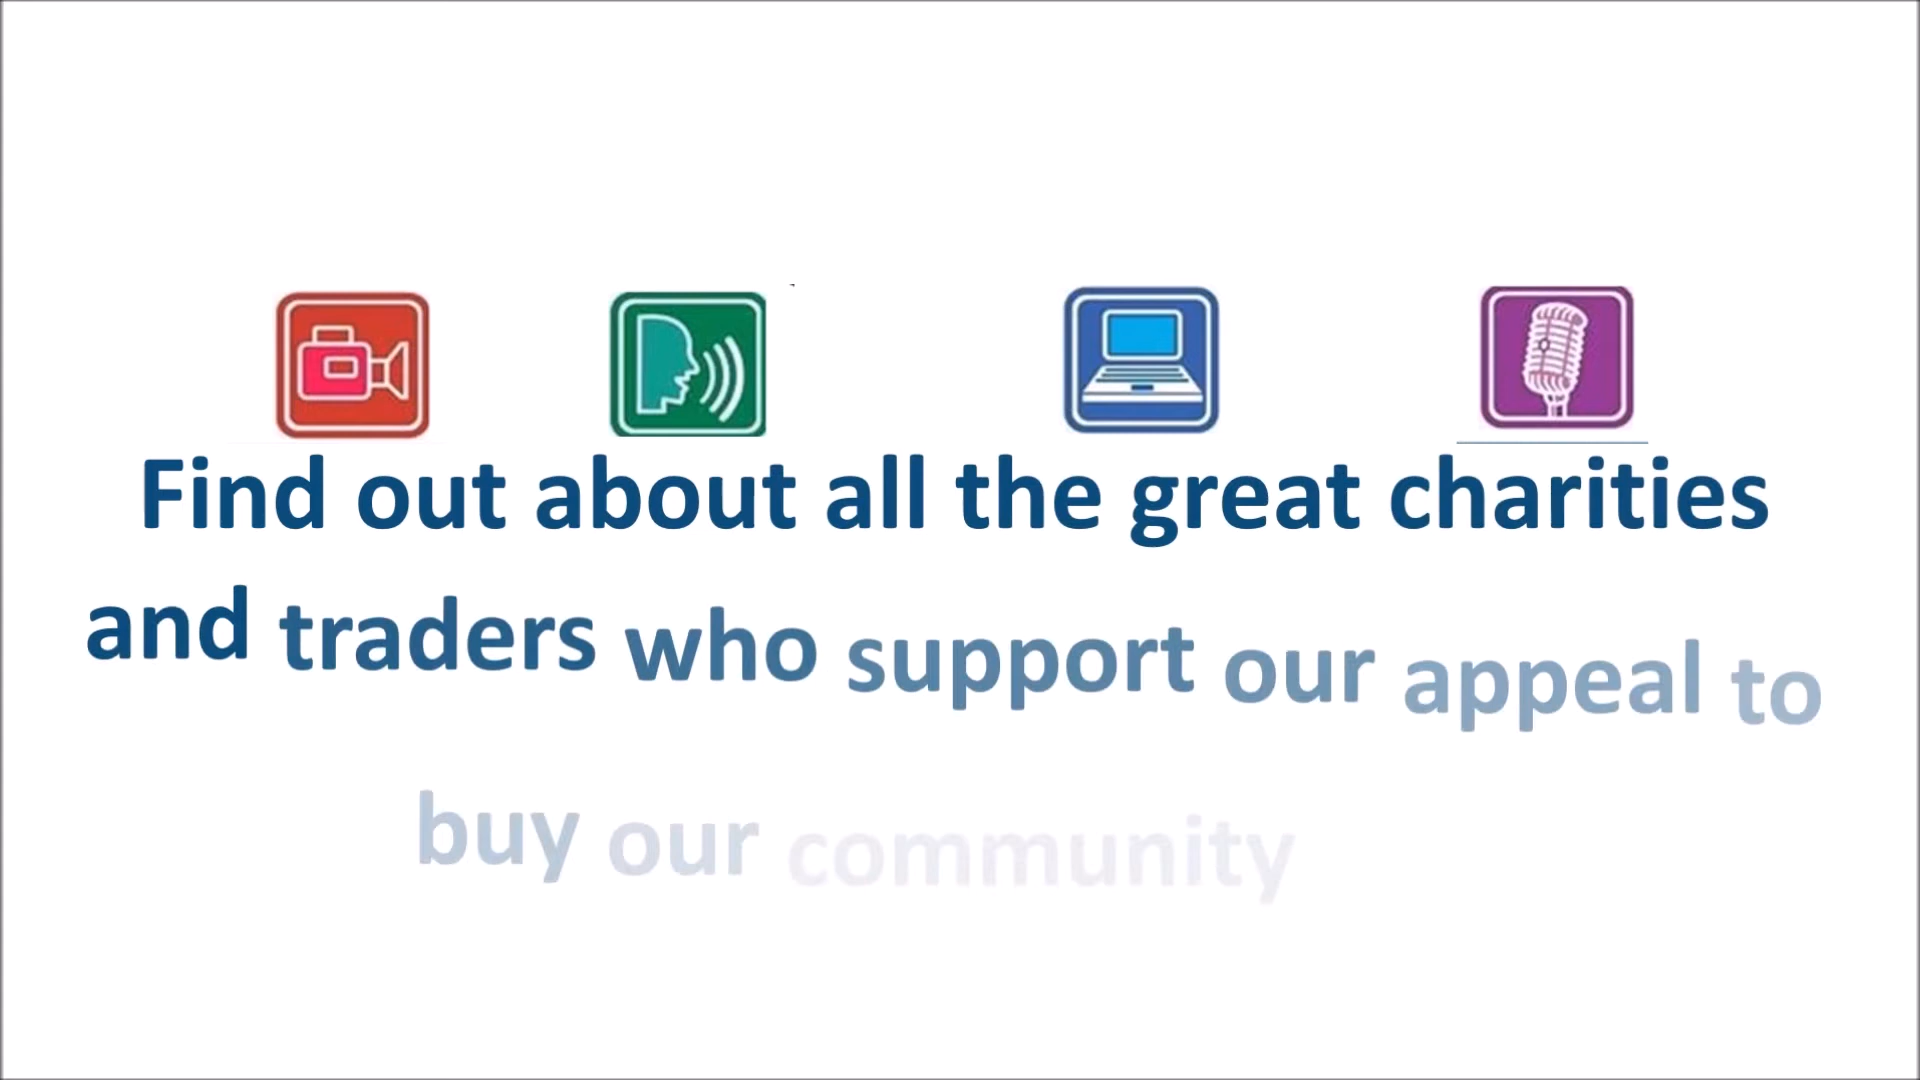 Find out about all the great charities
and traders who support our appeal to
buy our community